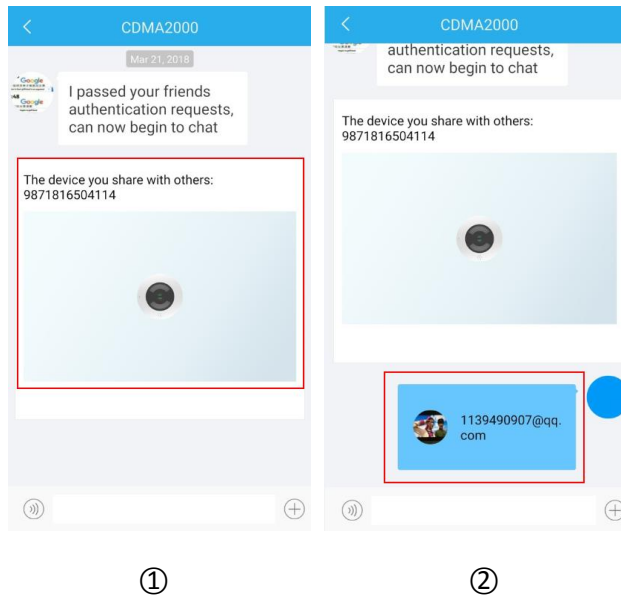 CDMA2000
Mar 21, 2018
Google
Google
I passed your friends
authentication requests,
can now begin to chat
The device you share with others:
9871816504114
①
CDMA2000
authentication requests,
can now begin to chat
The device you share with others:
9871816504114
1139490907@qq.
com
②